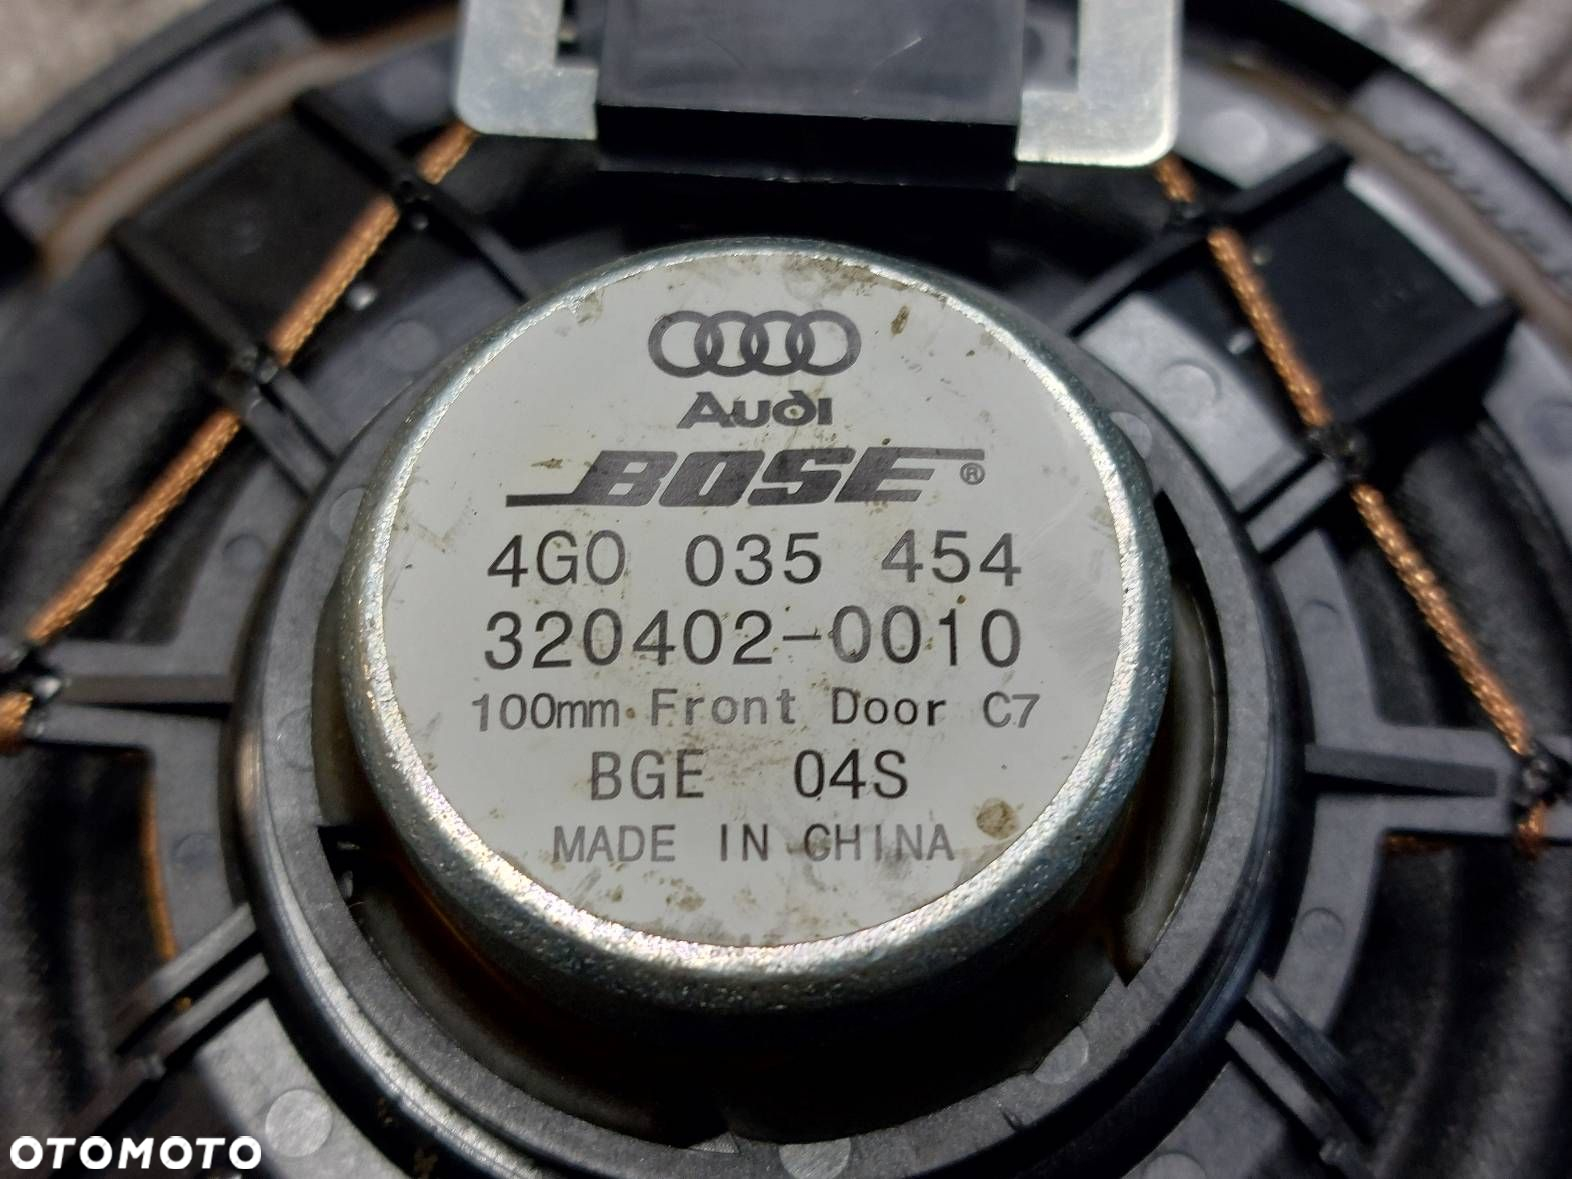 Audi
BOSE®
4G0 035 454
320402-0010
100mm Front Door C7
BGE 04S
MADE IN CHINA
OTOMOTO